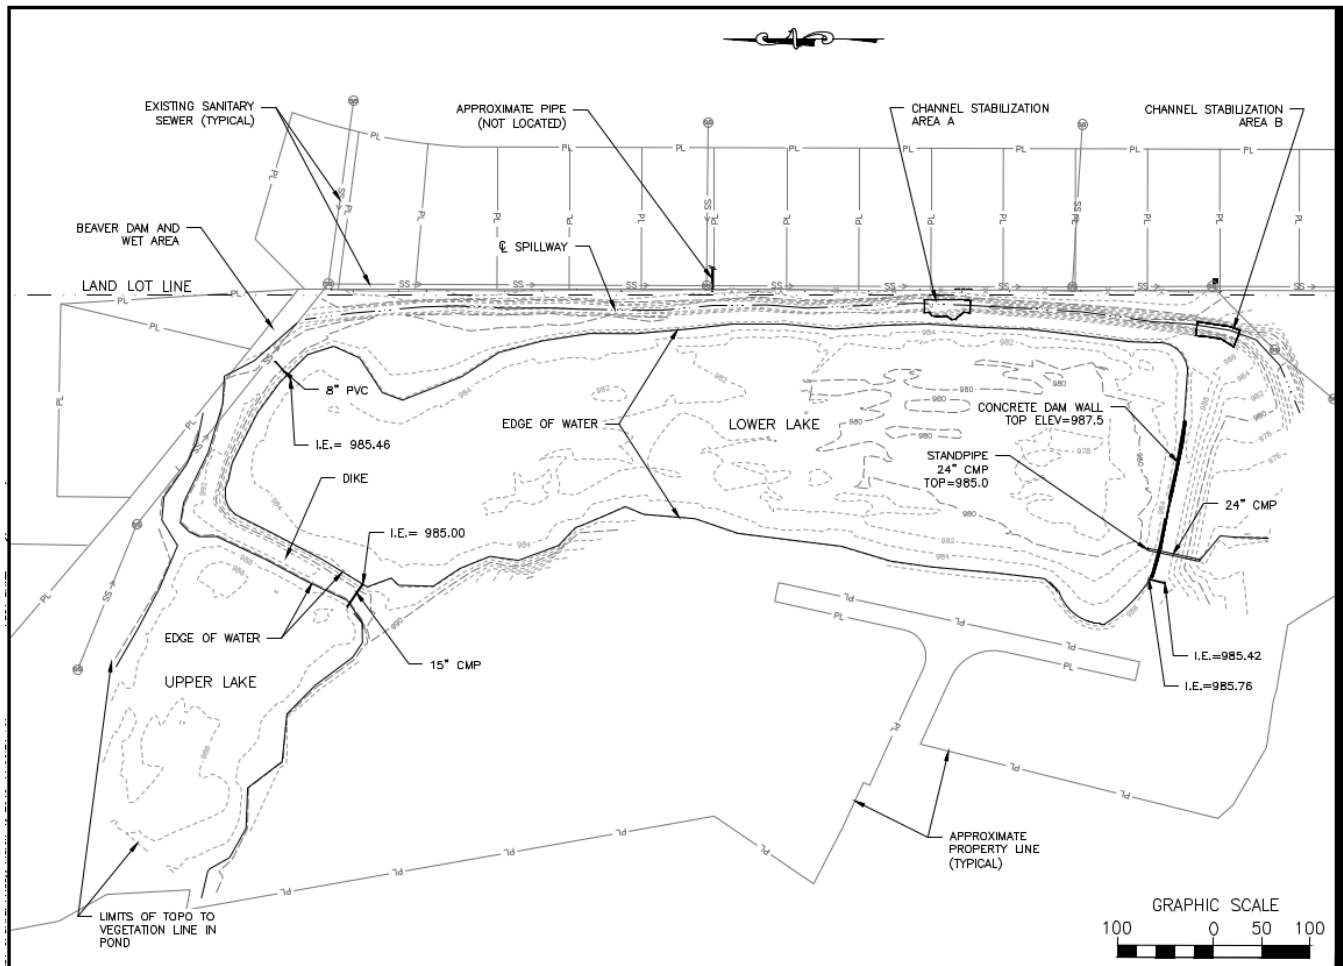 EXISTING SANITARY
SEWER (TYPICAL)
APPROXIMATE PIPE
(NOT LOCATED)
CHANNEL STABILIZATION
AREA A
CHANNEL STABILIZATION
AREA B
BEAVER DAM AND
WET AREA
℄ SPILLWAY
LAND LOT LINE
8" PVC
I.E.= 985.46
EDGE OF WATER
LOWER LAKE
CONCRETE DAM WALL
TOP ELEV=987.5
STANDPIPE
24" CMP
TOP=985.0
24" CMP
DIKE
I.E.= 985.00
EDGE OF WATER
15" CMP
UPPER LAKE
I.E.=985.42
I.E.=985.76
APPROXIMATE
PROPERTY LINE
(TYPICAL)
LIMITS OF TOPO TO
VEGETATION LINE IN
POND
GRAPHIC SCALE
100 0 50 100